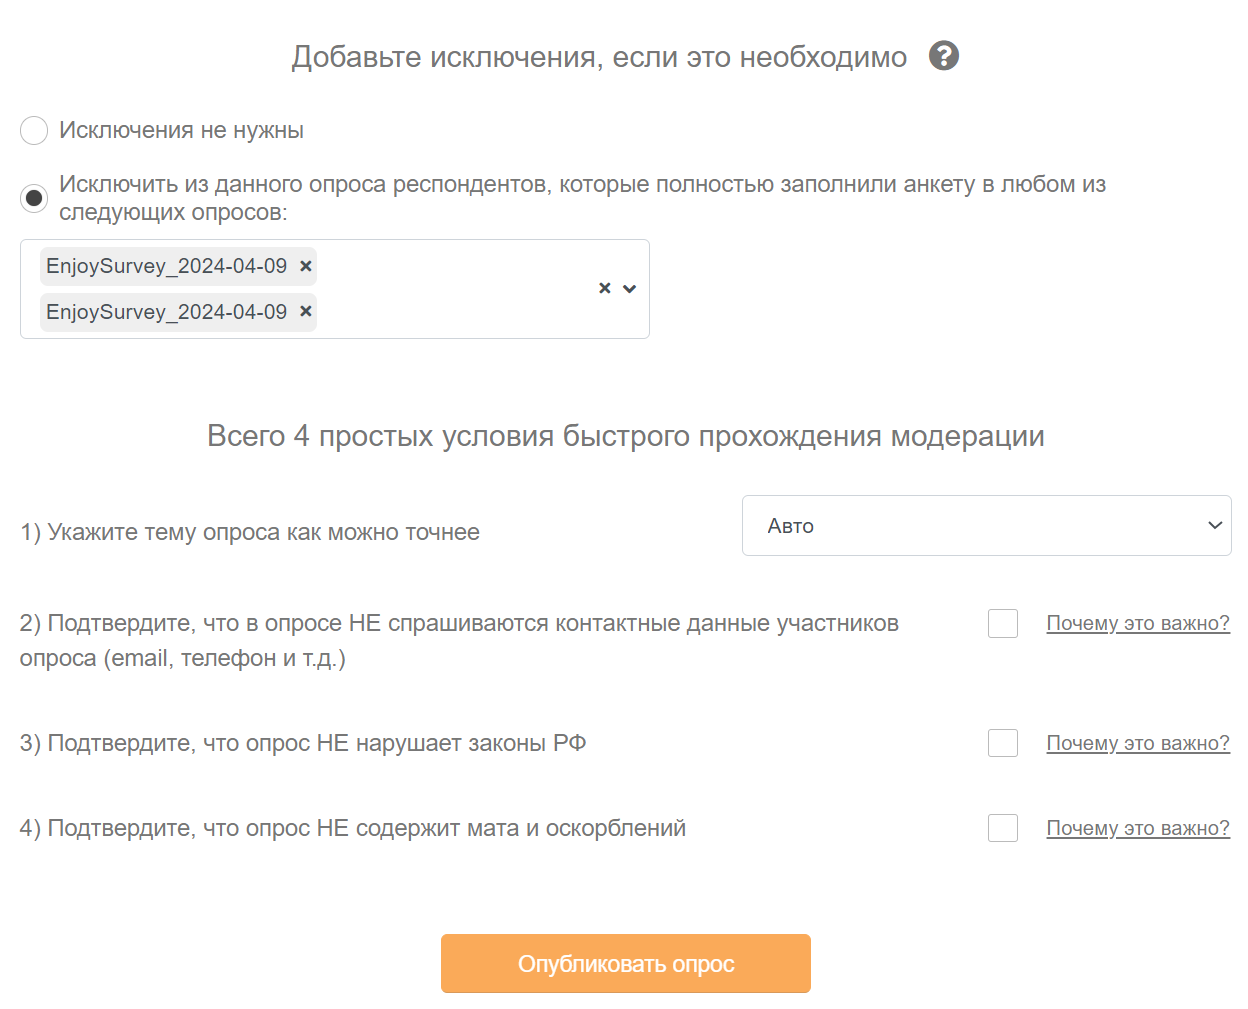 Добавьте исключения, если это необходимо ?
Исключения не нужны
Исключить из данного опроса респондентов, которые полностью заполнили анкету в любом из
следующих опросов:
EnjoySurvey_2024-04-09 ×
EnjoySurvey_2024-04-09 ×
Всего 4 простых условия быстрого прохождения модерации
1) Укажите тему опроса как можно точнее
Авто
2) Подтвердите, что в опросе НЕ спрашиваются контактные данные участников
опроса (email, телефон и т.д.)
Почему это важно?
3) Подтвердите, что опрос НЕ нарушает законы РФ
Почему это важно?
4) Подтвердите, что опрос НЕ содержит мата и оскорблений
Почему это важно?
Опубликовать опрос